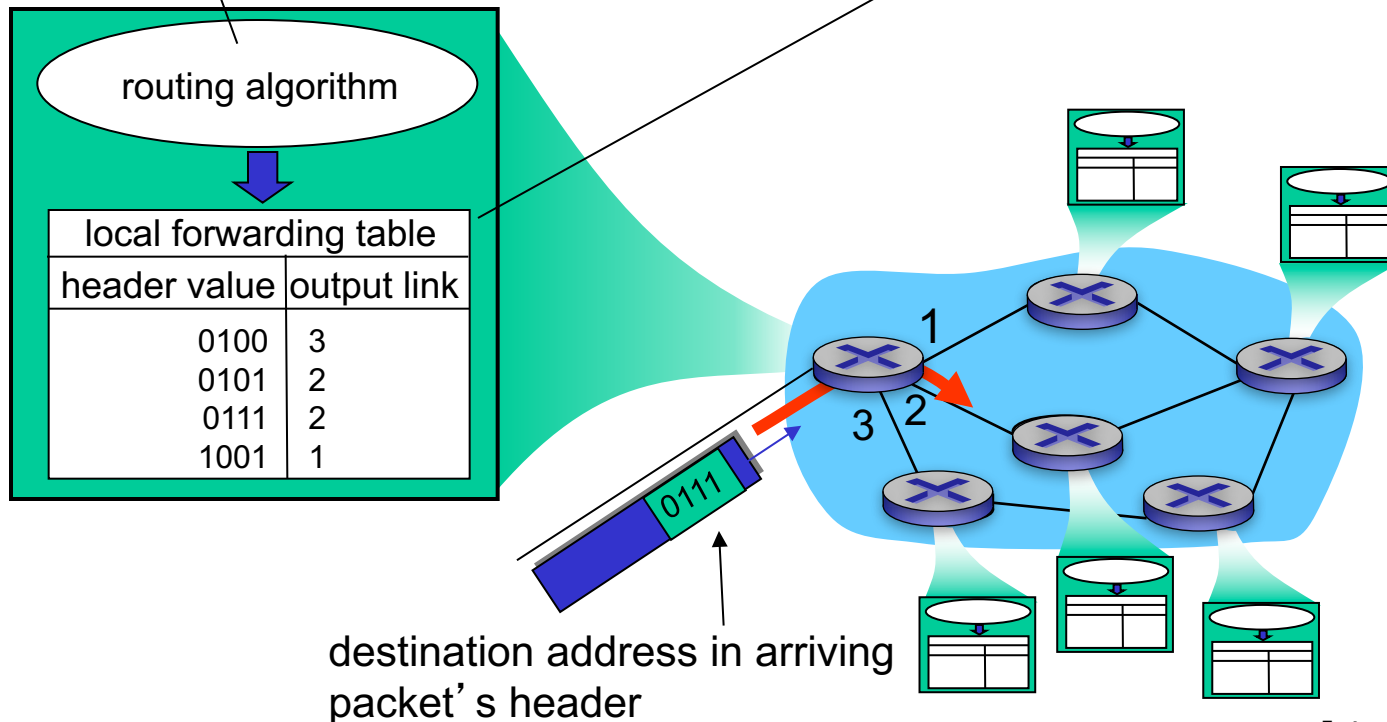 routing algorithm
local forwarding table
header value output link
0100 3
0101 2
0111 2
1001 1
1
2
3
0111
destination address in arriving
packet’s header